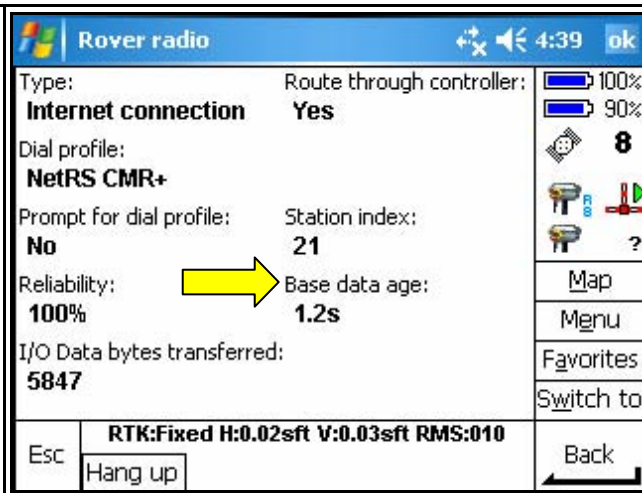 Rover radio 4:39 ok
Type: Route through controller:
Internet connection Yes
Dial profile:
NetRS CMR+
Prompt for dial profile: Station index:
No 21
Reliability: Base data age:
100% 1.2s
I/O Data bytes transferred:
5847
RTK:Fixed H:0.02sft V:0.03sft RMS:010
Esc
Hang up
100%
90%
8
R
8
?
Map
Menu
Favorites
Switch to
Back